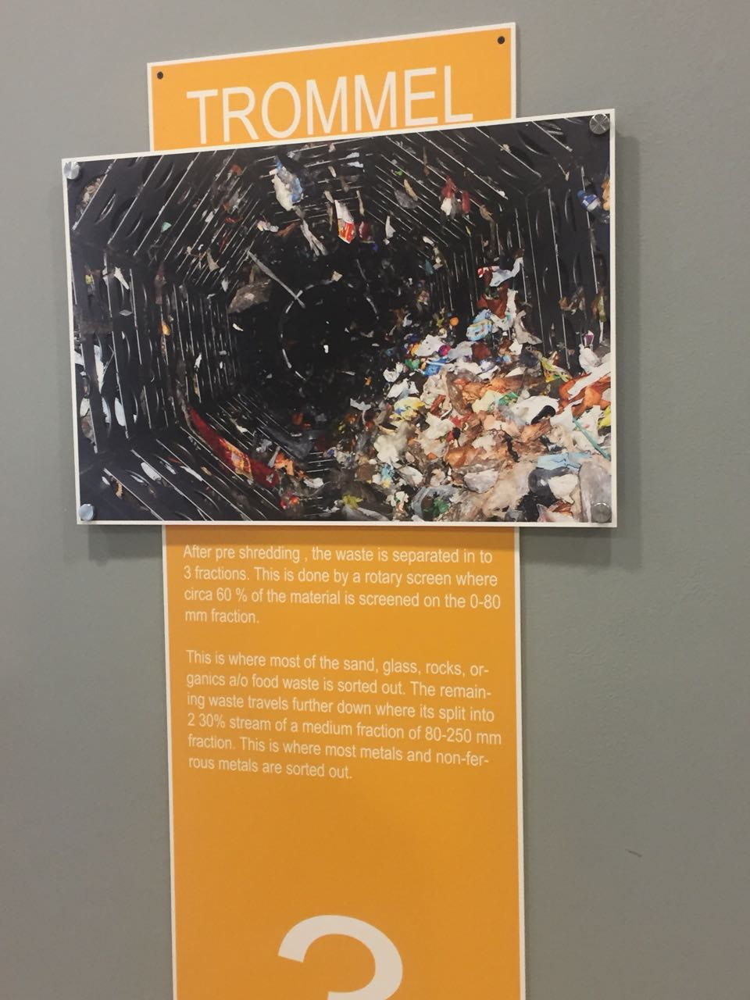 TROMMEL
After pre shredding , the waste is separated in to
3 fractions. This is done by a rotary screen where
circa 60 % of the material is screened on the 0-80
mm fraction.
This is where most of the sand, glass, rocks, or-
ganics a/o food waste is sorted out. The remain-
ing waste travels further down where its split into
2 30% stream of a medium fraction of 80-250 mm
fraction. This is where most metals and non-fer-
rous metals are sorted out.